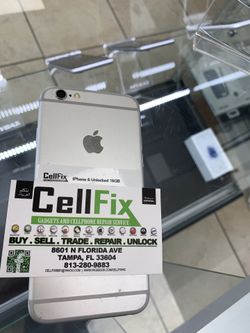 CellFix
iPhone 6 Unlocked 16GB
CellFix
GADGETS AND CELLPHONE REPAIR SERVICE
BUY . SELL . TRADE . REPAIR . UNLOCK
8601 N FLORIDA AVE
TAMPA, FL 33604
813-280-9883